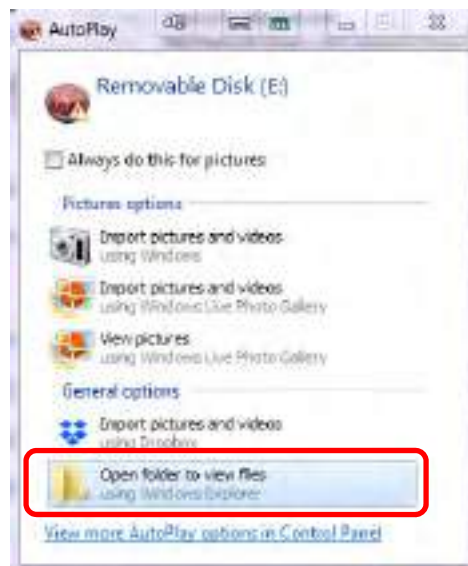 AutoPlay
Removable Disk (E:)
Always do this for pictures
Pictures options
Import pictures and videos
using Windows
Import pictures and videos
using Windows Live Photo Gallery
View pictures
using Windows Live Photo Gallery
General options
Import pictures and videos
using Dropbox
Open folder to view files
using Windows Explorer
View more AutoPlay options in Control Panel